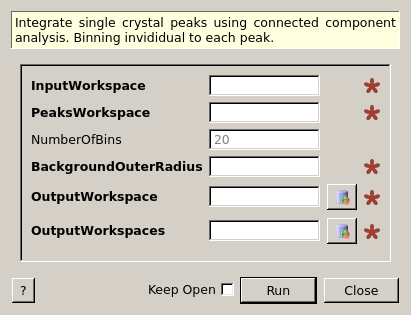 Integrate single crystal peaks using connected component
analysis. Binning invididual to each peak.
InputWorkspace
PeaksWorkspace
NumberOfBins 20
BackgroundOuterRadius
OutputWorkspace
OutputWorkspaces
? Keep Open Run Close